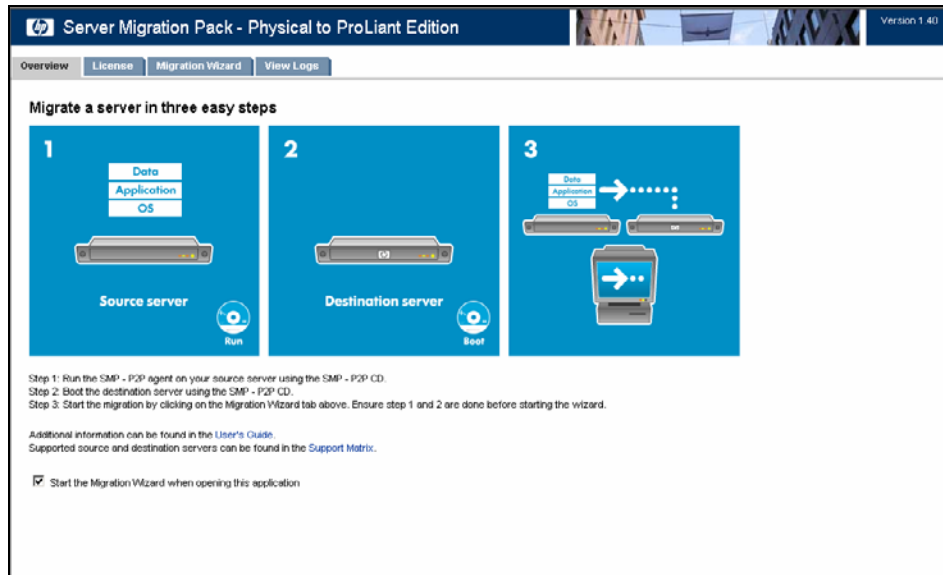 hp Server Migration Pack - Physical to ProLiant Edition
Version 1.40
Overview License Migration Wizard View Logs
Migrate a server in three easy steps
1
Data
Application
OS
Source server
Run
2
Destination server
Boot
3
Data
Application
OS
Step 1: Run the SMP - P2P agent on your source server using the SMP - P2P CD.
Step 2: Boot the destination server using the SMP - P2P CD.
Step 3: Start the migration by clicking on the Migration Wizard tab above. Ensure step 1 and 2 are done before starting the wizard.
Additional information can be found in the User's Guide.
Supported source and destination servers can be found in the Support Matrix.
Start the Migration Wizard when opening this application